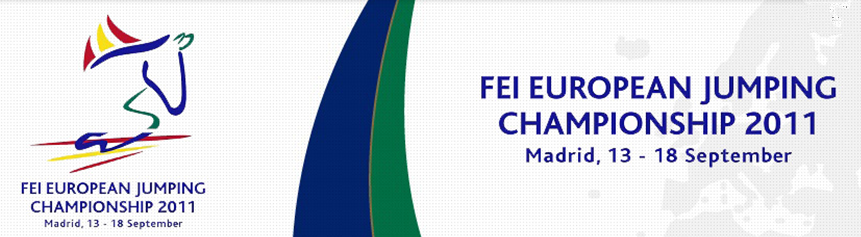 FEI EUROPEAN JUMPING
CHAMPIONSHIP 2011
Madrid, 13 - 18 September
FEI EUROPEAN JUMPING
CHAMPIONSHIP 2011
Madrid, 13 - 18 September